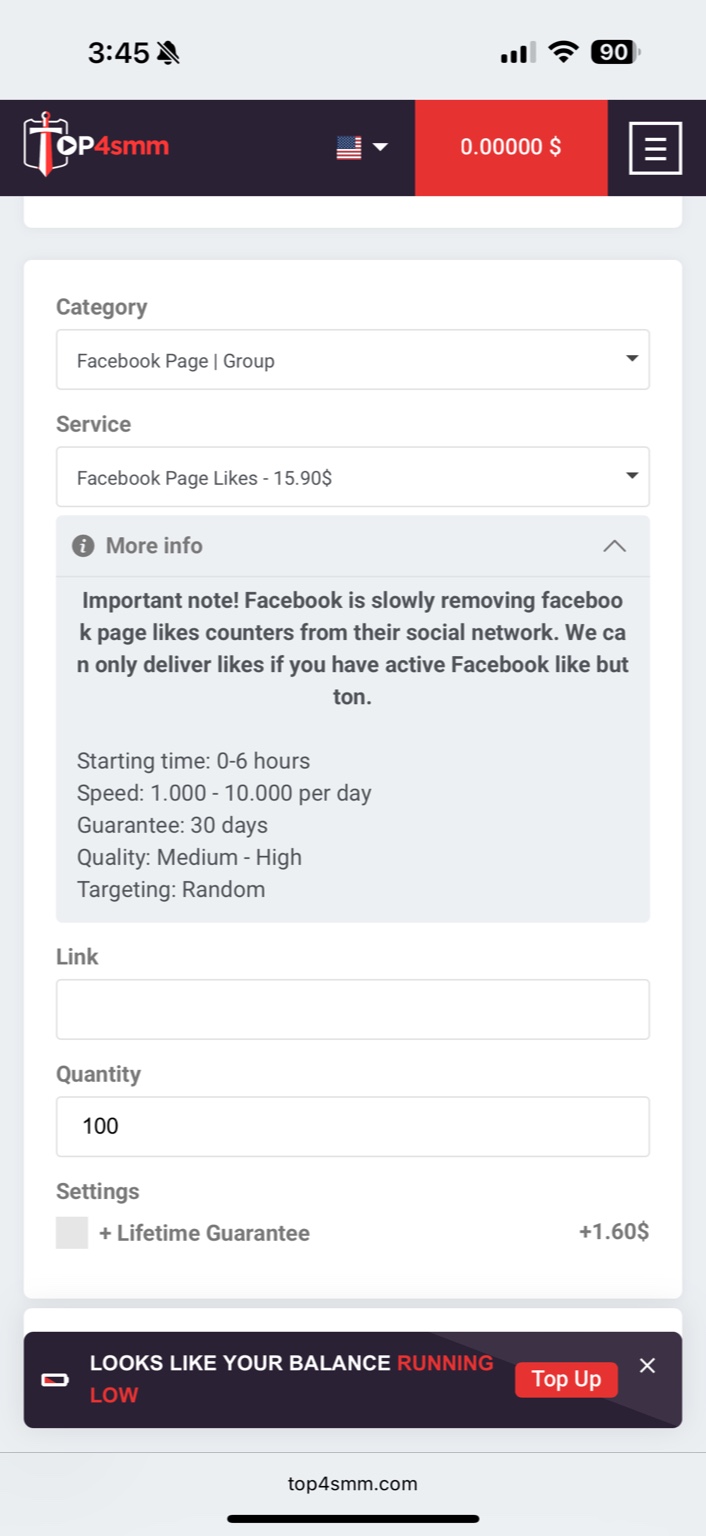 3:45
90
TOP4smm
0.00000 $
Category
Facebook Page | Group
Service
Facebook Page Likes - 15.90$
More info
Important note! Facebook is slowly removing faceboo
k page likes counters from their social network. We ca
n only deliver likes if you have active Facebook like but
ton.
Starting time: 0-6 hours
Speed: 1.000 - 10.000 per day
Guarantee: 30 days
Quality: Medium - High
Targeting: Random
Link
Quantity
100
Settings
+ Lifetime Guarantee +1.60$
LOOKS LIKE YOUR BALANCE RUNNING
LOW
Top Up
top4smm.com